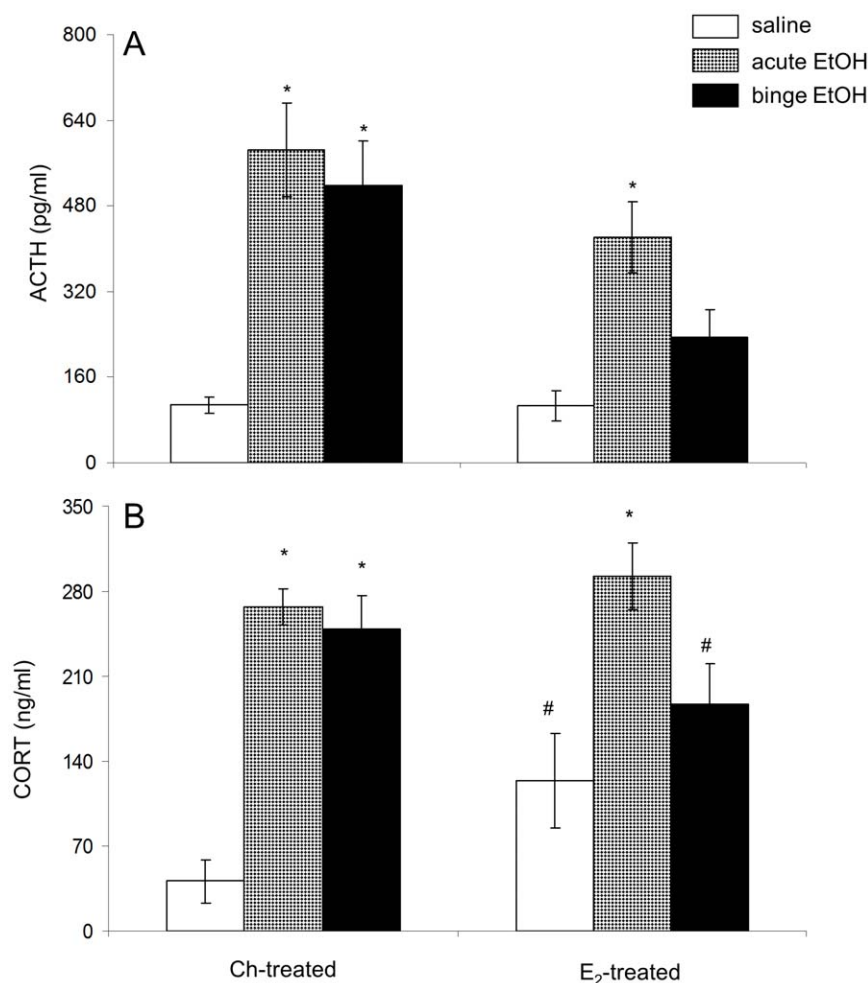 A
saline
acute EtOH
binge EtOH
ACTH (pg/ml)
800
640
480
320
160
0
*
*
*
B
CORT (ng/ml)
350
280
210
140
70
0
*
*
#
*
#
Ch-treated
E₂-treated